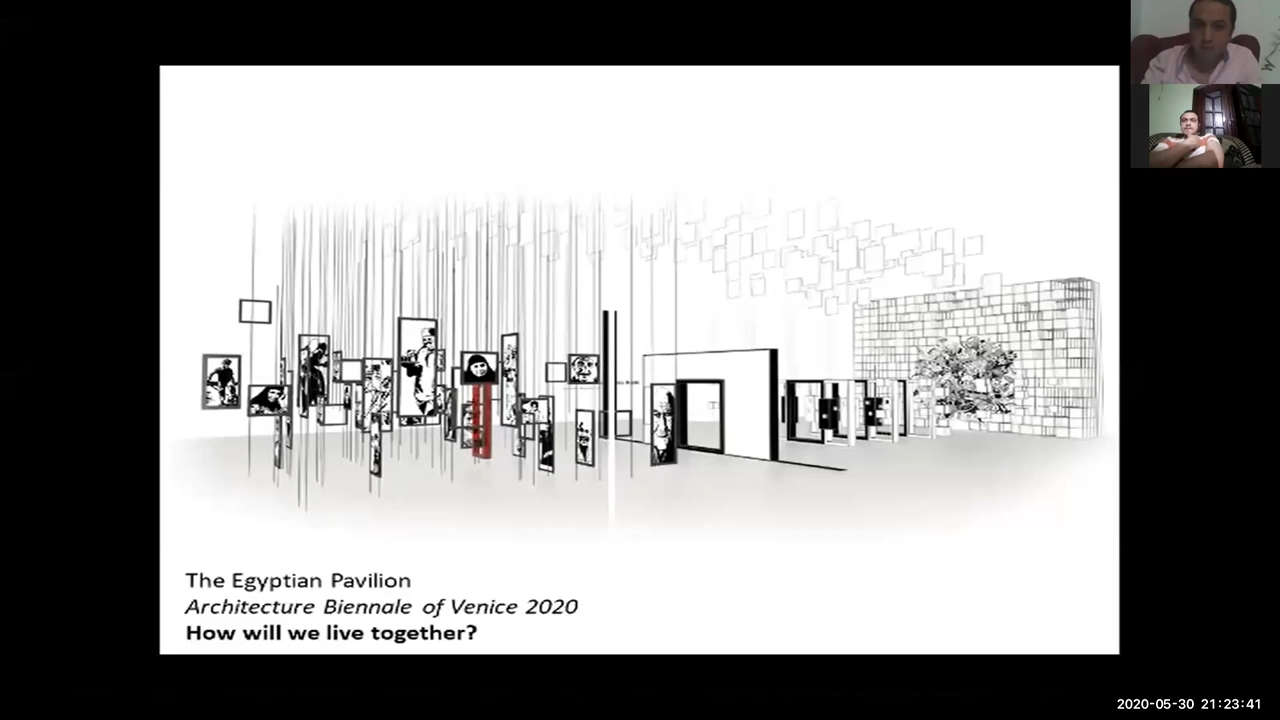 The Egyptian Pavilion
Architecture Biennale of Venice 2020
How will we live together?
2020-05-30 21:23:41